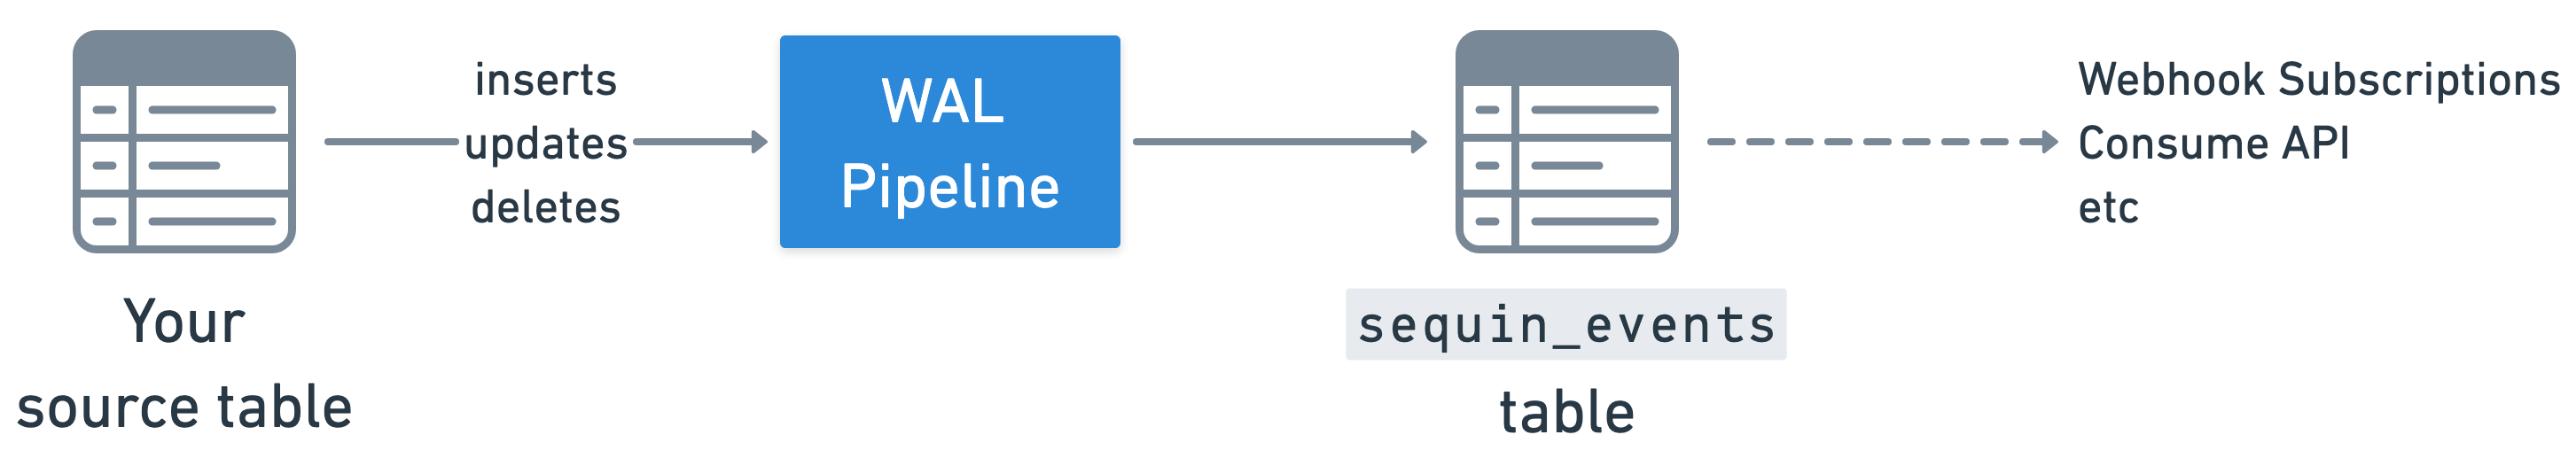 inserts
updates
deletes
WAL
Pipeline
Webhook Subscriptions
Consume API
etc
Your
source table
sequin_events
table